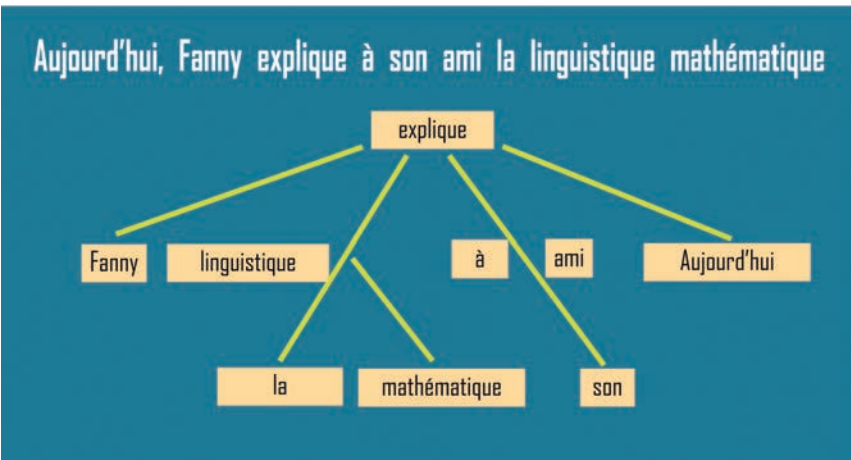 Aujourd'hui, Fanny explique à son ami la linguistique mathématique
explique
Fanny linguistique à ami Aujourd'hui
la mathématique son